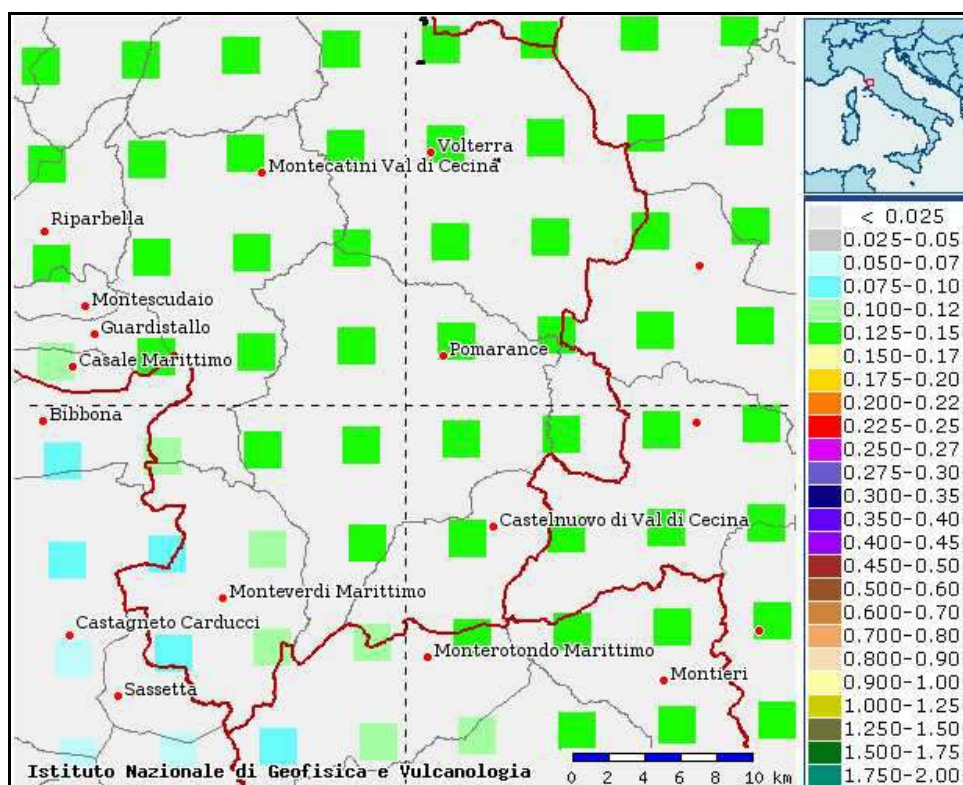 Volterra
Montecatini Val di Cecina
Riparbella
Montescudaio
Guardistallo
Casale Marittimo
Pomarance
Bibbona
Castelnuovo di Val di Cecina
Monteverdi Marittimo
Castagneto Carducci
Monterotondo Marittimo
Sassetta
Montieri
Istituto Nazionale di Geofisica e Vulcanologia
0 2 4 6 8 10 km
< 0.025
0.025-0.05
0.050-0.07
0.075-0.10
0.100-0.12
0.125-0.15
0.150-0.17
0.175-0.20
0.200-0.22
0.225-0.25
0.250-0.27
0.275-0.30
0.300-0.35
0.350-0.40
0.400-0.45
0.450-0.50
0.500-0.60
0.600-0.70
0.700-0.80
0.800-0.90
0.900-1.00
1.000-1.25
1.250-1.50
1.500-1.75
1.750-2.00